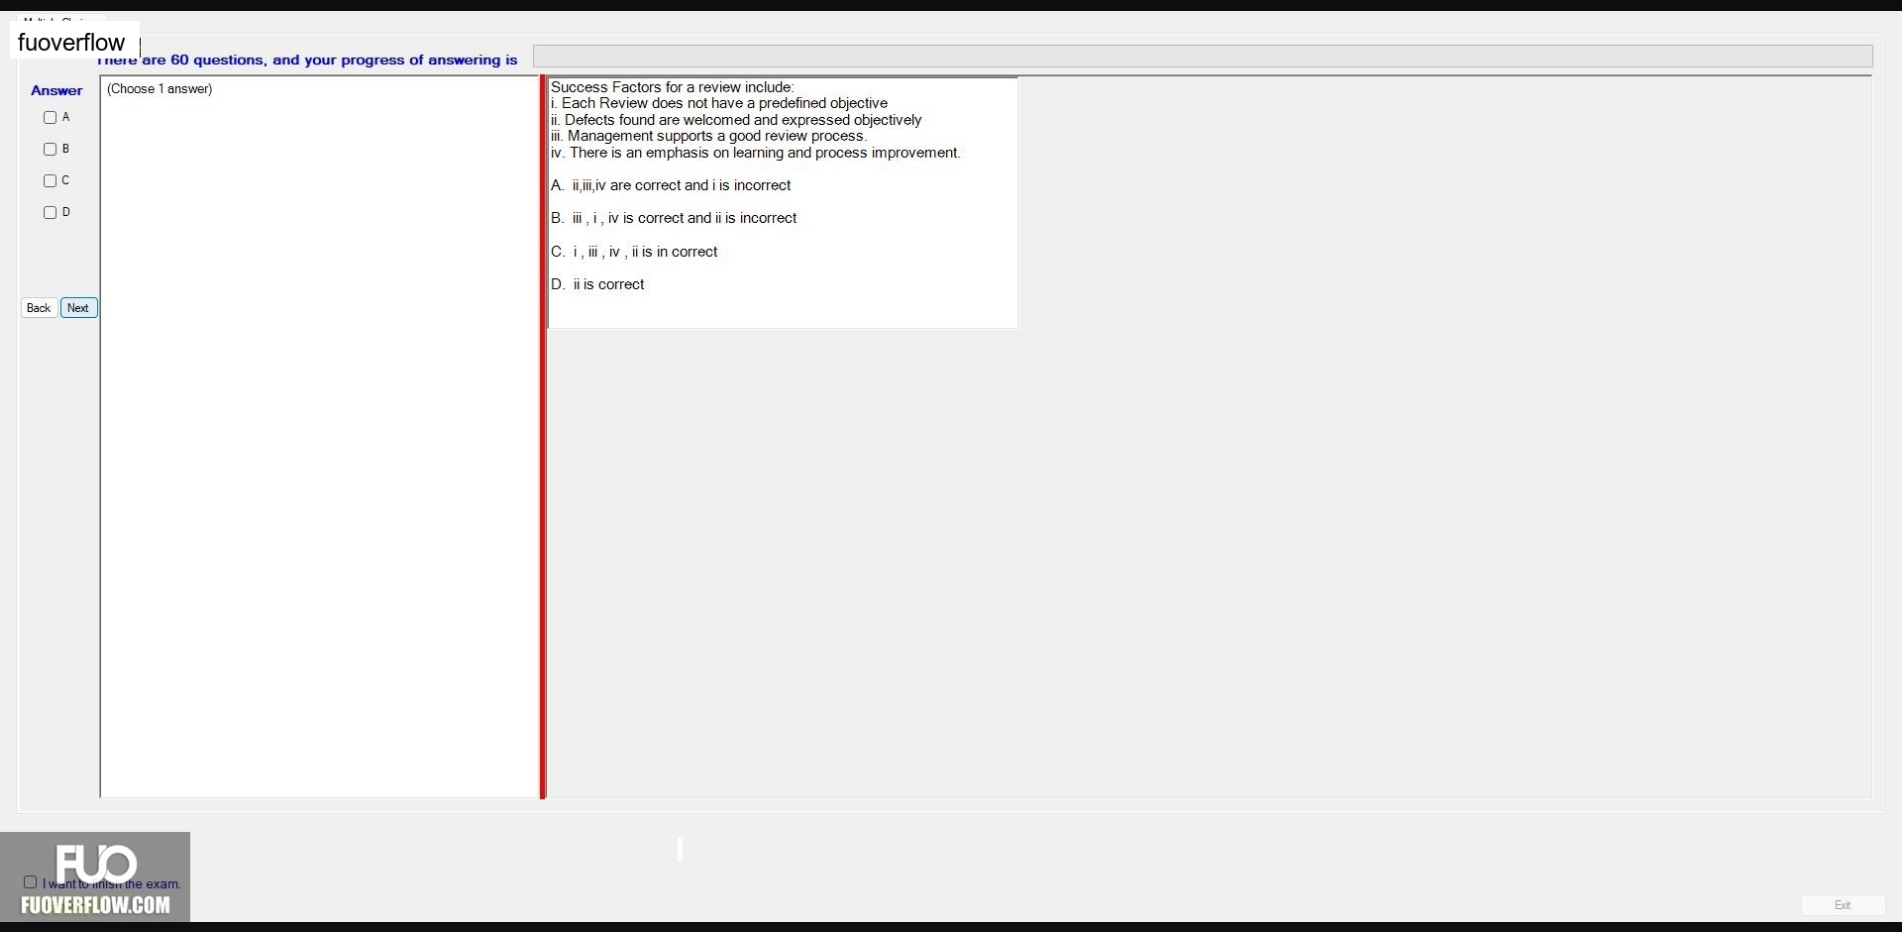 fuoverflow
There are 60 questions, and your progress of answering is
Answer
(Choose 1 answer)
A
B
C
D
Back
Next
Success Factors for a review include:
i. Each Review does not have a predefined objective
ii. Defects found are welcomed and expressed objectively
iii. Management supports a good review process.
iv. There is an emphasis on learning and process improvement.
A. ii,iii,iv are correct and i is incorrect
B. iii , i , iv is correct and ii is incorrect
C. i , iii , iv , ii is in correct
D. ii is correct
FUO
I want to finish the exam.
FUOVERFLOW.COM
Exit